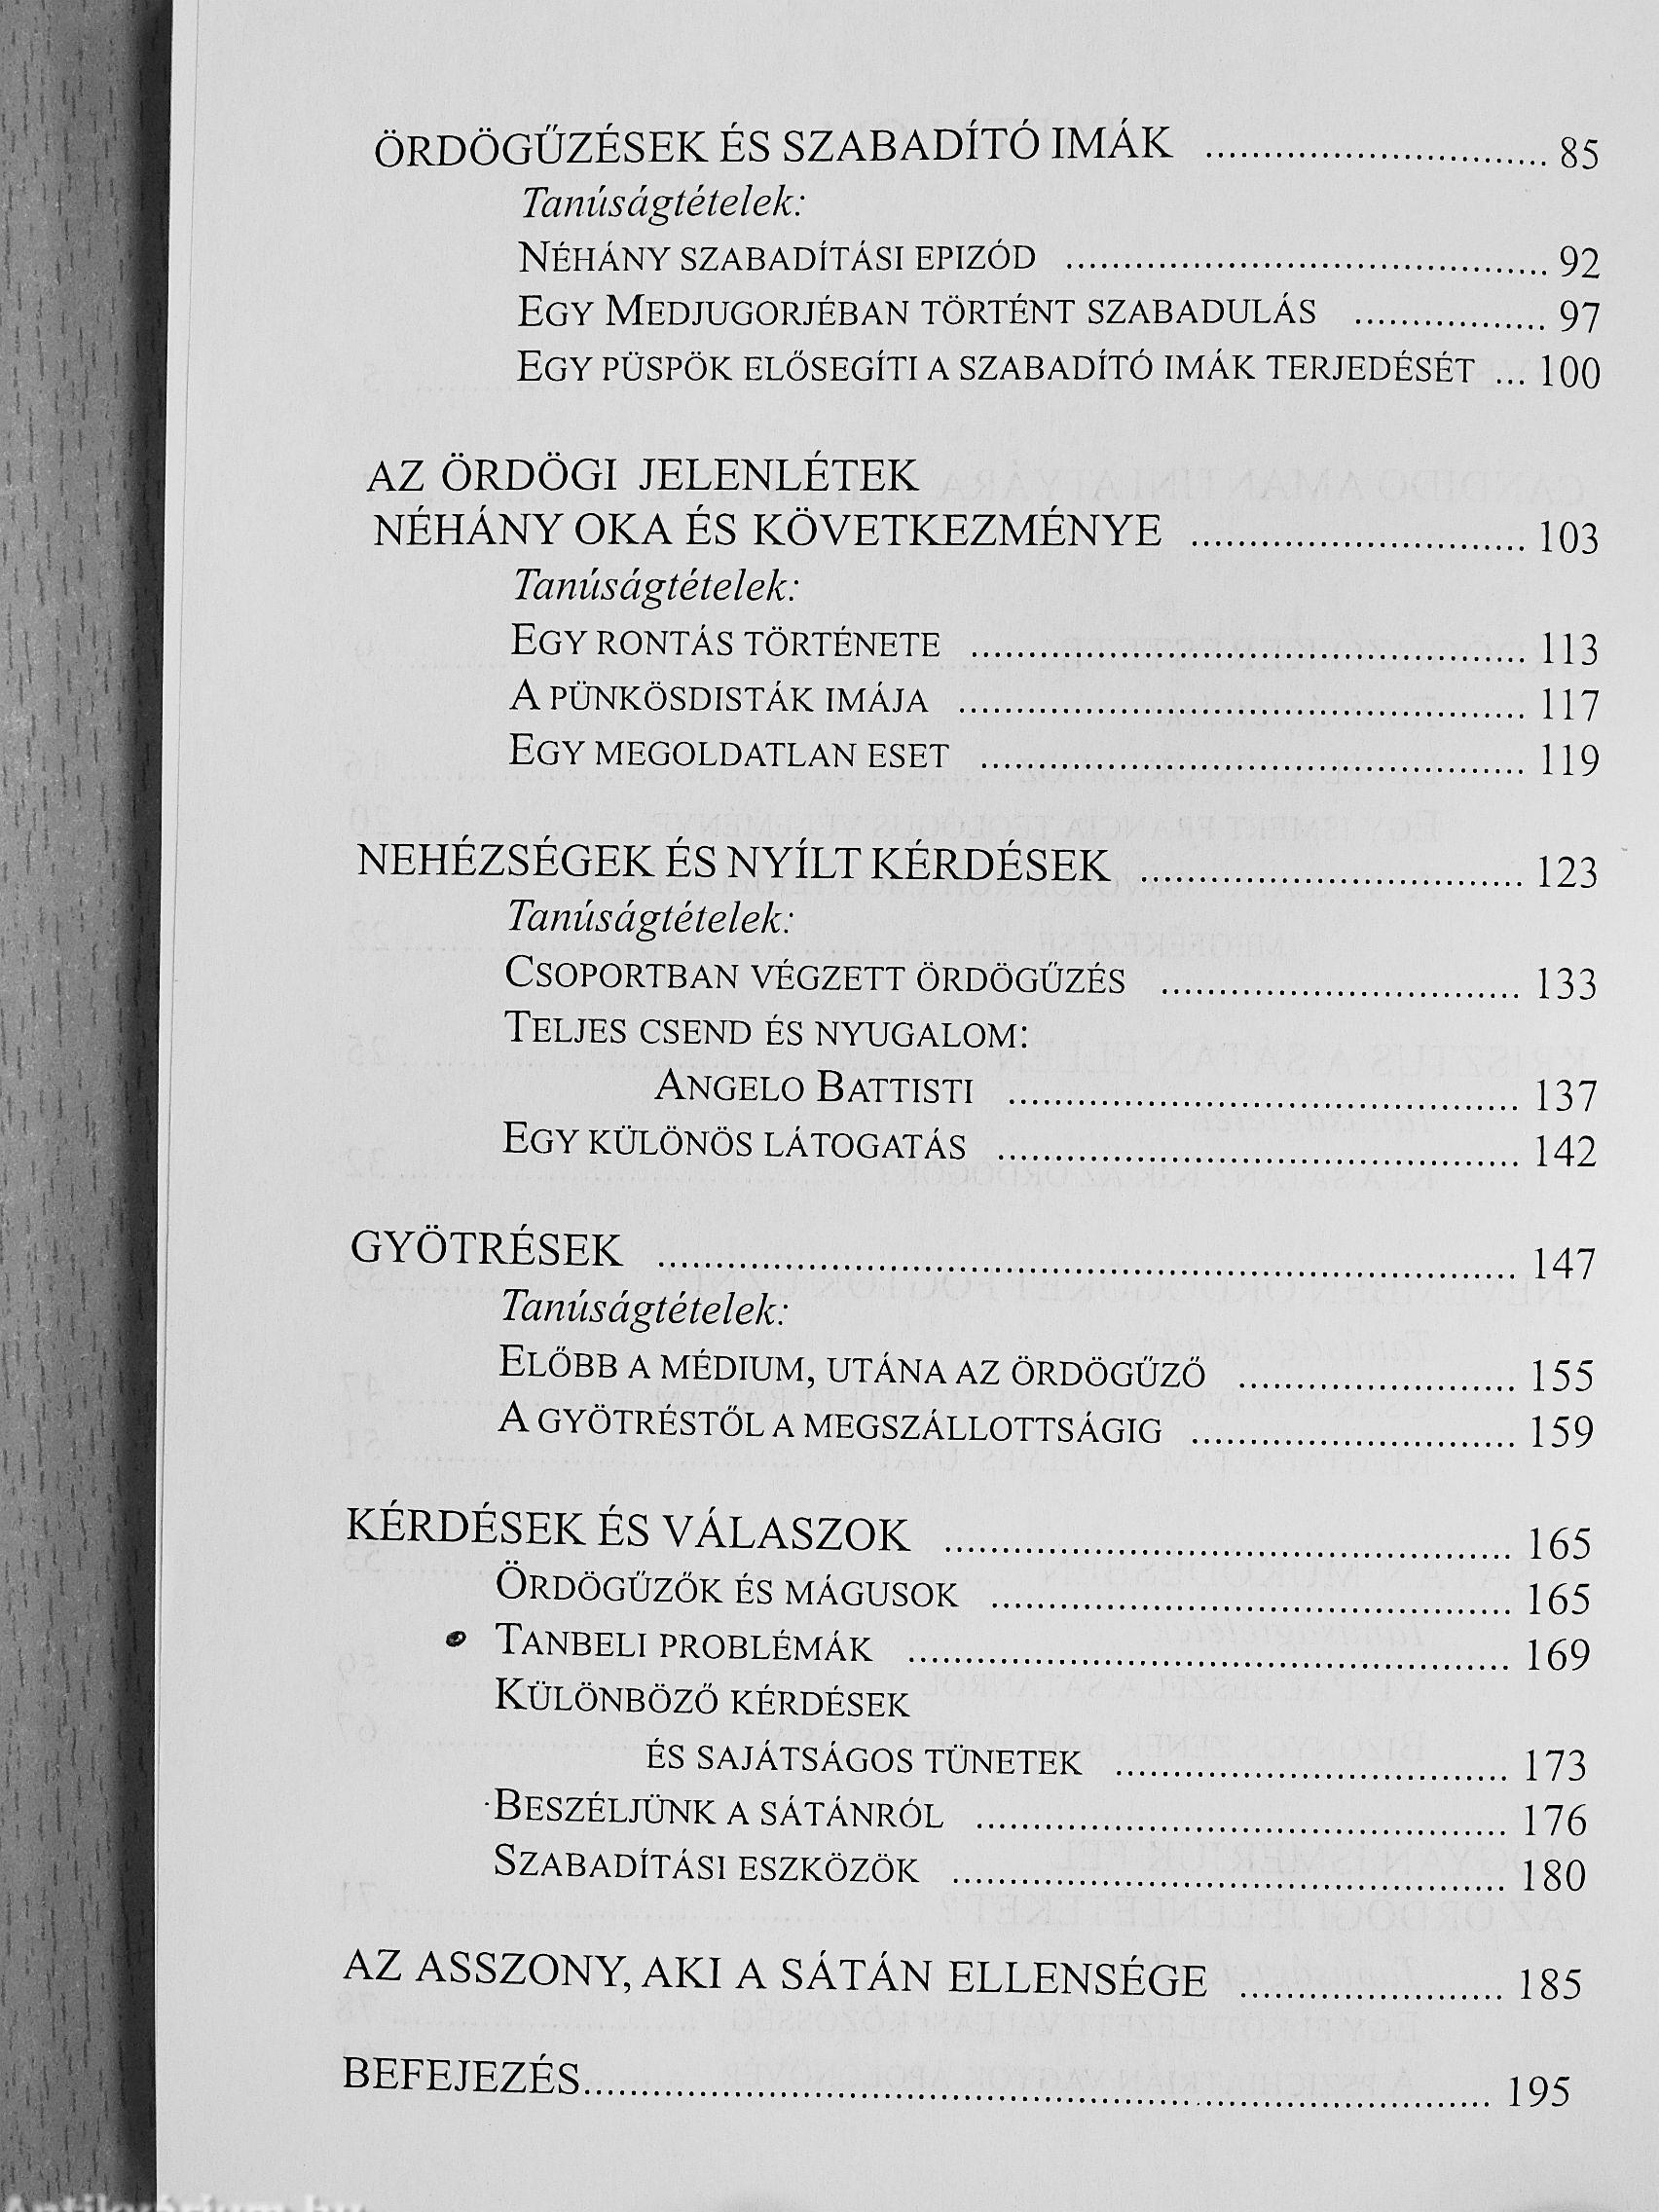 ÖRDÖGŰZÉSEK ÉS SZABADÍTÓ IMÁK .............................. 85
Tanúságtételek:
NÉHÁNY SZABADÍTÁSI EPIZÓD .......................................... 92
EGY MEDJUGORJÉBAN TÖRTÉNT SZABADULÁS ................. 97
EGY PÜSPÖK ELŐSEGÍTI A SZABADÍTÓ IMÁK TERJEDÉSÉT ... 100
AZ ÖRDÖGI JELENLÉTEK
NÉHÁNY OKA ÉS KÖVETKEZMÉNYE ............................. 103
Tanúságtételek:
EGY RONTÁS TÖRTÉNETE ................................................ 113
A PÜNKÖSDISTÁK IMÁJA ................................................. 117
EGY MEGOLDATLAN ESET ............................................... 119
NEHÉZSÉGEK ÉS NYÍLT KÉRDÉSEK ................................. 123
Tanúságtételek:
CSOPORTBAN VÉGZETT ÖRDÖGŰZÉS ............................... 133
TELJES CSEND ÉS NYUGALOM:
ANGELO BATTISTI ............................................. 137
EGY KÜLÖNÖS LÁTOGATÁS .............................................. 142
GYÖTRÉSEK ........................................................................... 147
Tanúságtételek:
ELŐBB A MÉDIUM, UTÁNA AZ ÖRDÖGŰZŐ ........................ 155
A GYÖTRÉSTŐL A MEGSZÁLLOTTSÁGIG ............................ 159
KÉRDÉSEK ÉS VÁLASZOK ................................................. 165
ÖRDÖGŰZŐK ÉS MÁGUSOK ............................................. 165
TANBELI PROBLÉMÁK ..................................................... 169
KÜLÖNBÖZŐ KÉRDÉSEK
ÉS SAJÁTSÁGOS TÜNETEK .................................. 173
BESZÉLJÜNK A SÁTÁNRÓL .............................................. 176
SZABADÍTÁSI ESZKÖZÖK ................................................ 180
AZ ASSZONY, AKI A SÁTÁN ELLENSÉGE ....................... 185
BEFEJEZÉS............................................................................... 195
Antikvárium.hu